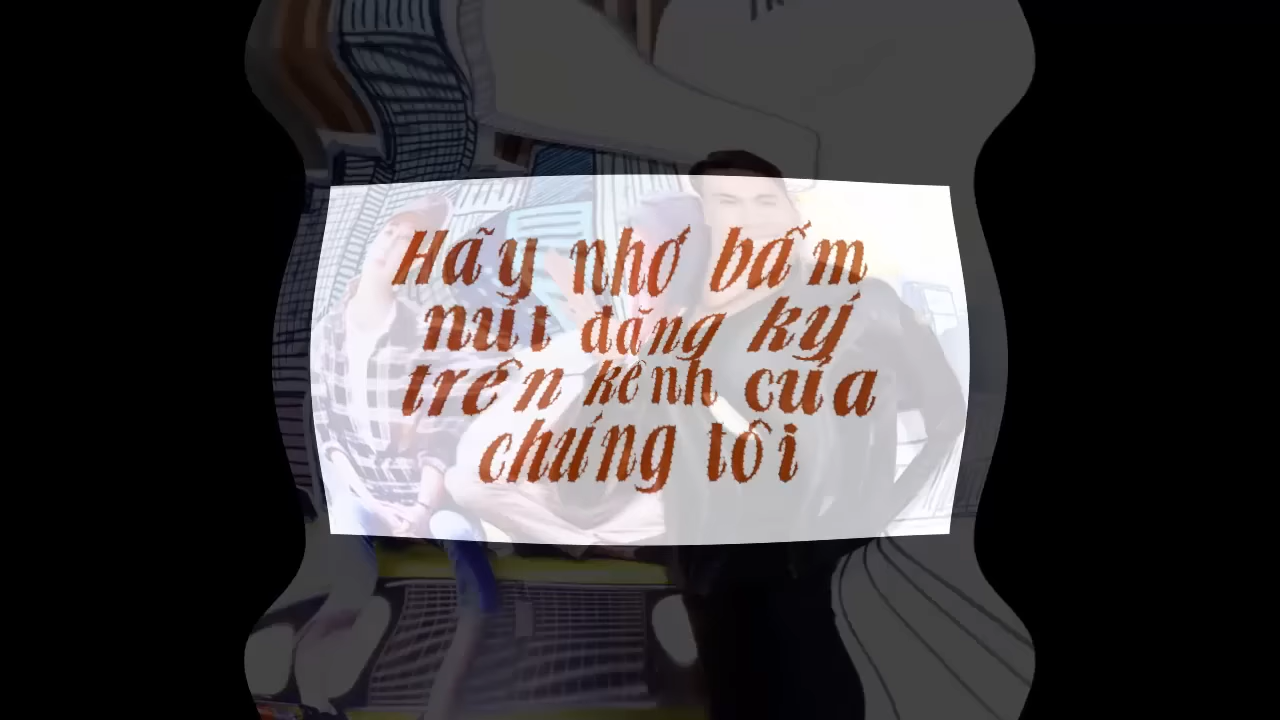 Hãy nhớ bấm
nút đăng ký
trên kênh của
chúng tôi